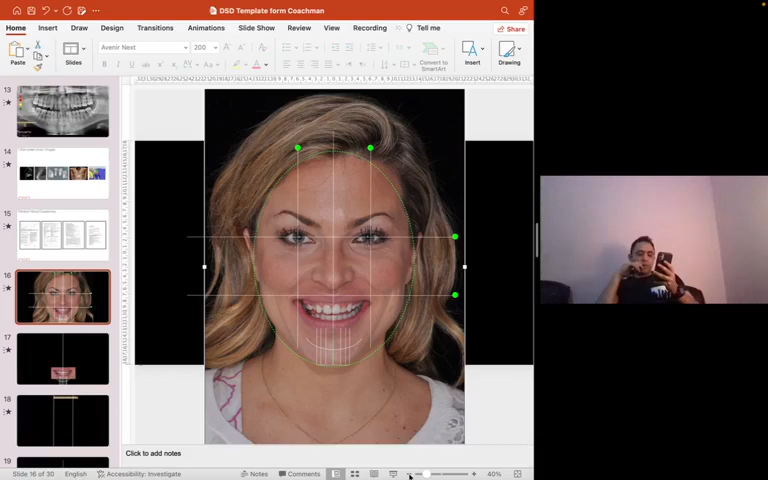 DSD Template form Coachman
Home Insert Draw Design Transitions Animations Slide Show Review View Recording Tell me Share
Paste Slides Avenir Next 200 Convert to SmartArt Insert Drawing
13
14
15
16
17
18
19
Click to add notes
Slide 16 of 30 English Accessibility: Investigate Notes Comments 40%